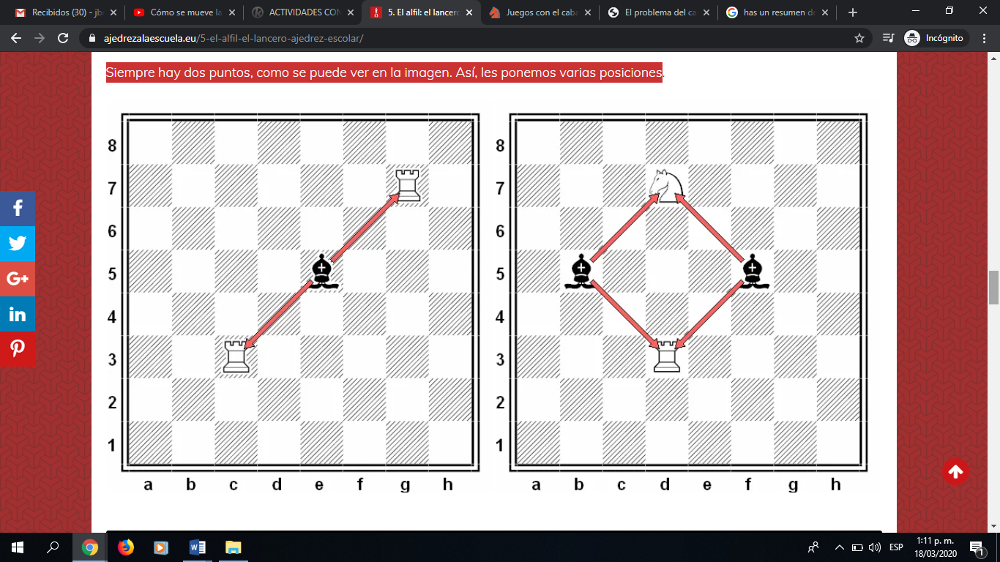 Recibidos (30) - jb
Cómo se mueve la
ACTIVIDADES CON
5. El alfil: el lancero
Juegos con el caba
El problema del ca
has un resumen de
ajedrezalaescuela.eu/5-el-alfil-el-lancero-ajedrez-escolar/
Incógnito
Siempre hay dos puntos, como se puede ver en la imagen. Así, les ponemos varias posiciones.
8
7
6
5
4
3
2
1
a b c d e f g h
8
7
6
5
4
3
2
1
a b c d e f g h
G+
in
ESP
1:11 p. m.
18/03/2020
1